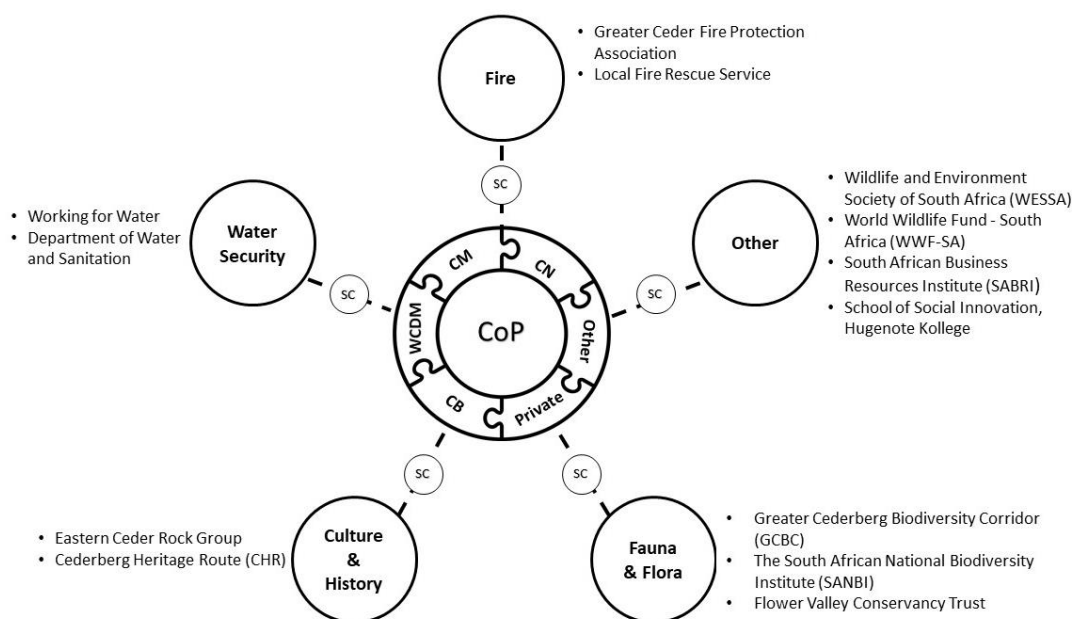 Fire
• Greater Ceder Fire Protection
Association
• Local Fire Rescue Service
SC
• Working for Water
• Department of Water
and Sanitation
Water
Security
SC
Other
• Wildlife and Environment
Society of South Africa (WESSA)
• World Wildlife Fund - South
Africa (WWF-SA)
• South African Business
Resources Institute (SABRI)
• School of Social Innovation,
Hugenote Kollege
SC
CM
CN
WCDM
CoP
Other
CB
Private
SC
SC
• Eastern Ceder Rock Group
• Cederberg Heritage Route (CHR)
Culture
&
History
Fauna
& Flora
• Greater Cederberg Biodiversity Corridor
(GCBC)
• The South African National Biodiversity
Institute (SANBI)
• Flower Valley Conservancy Trust